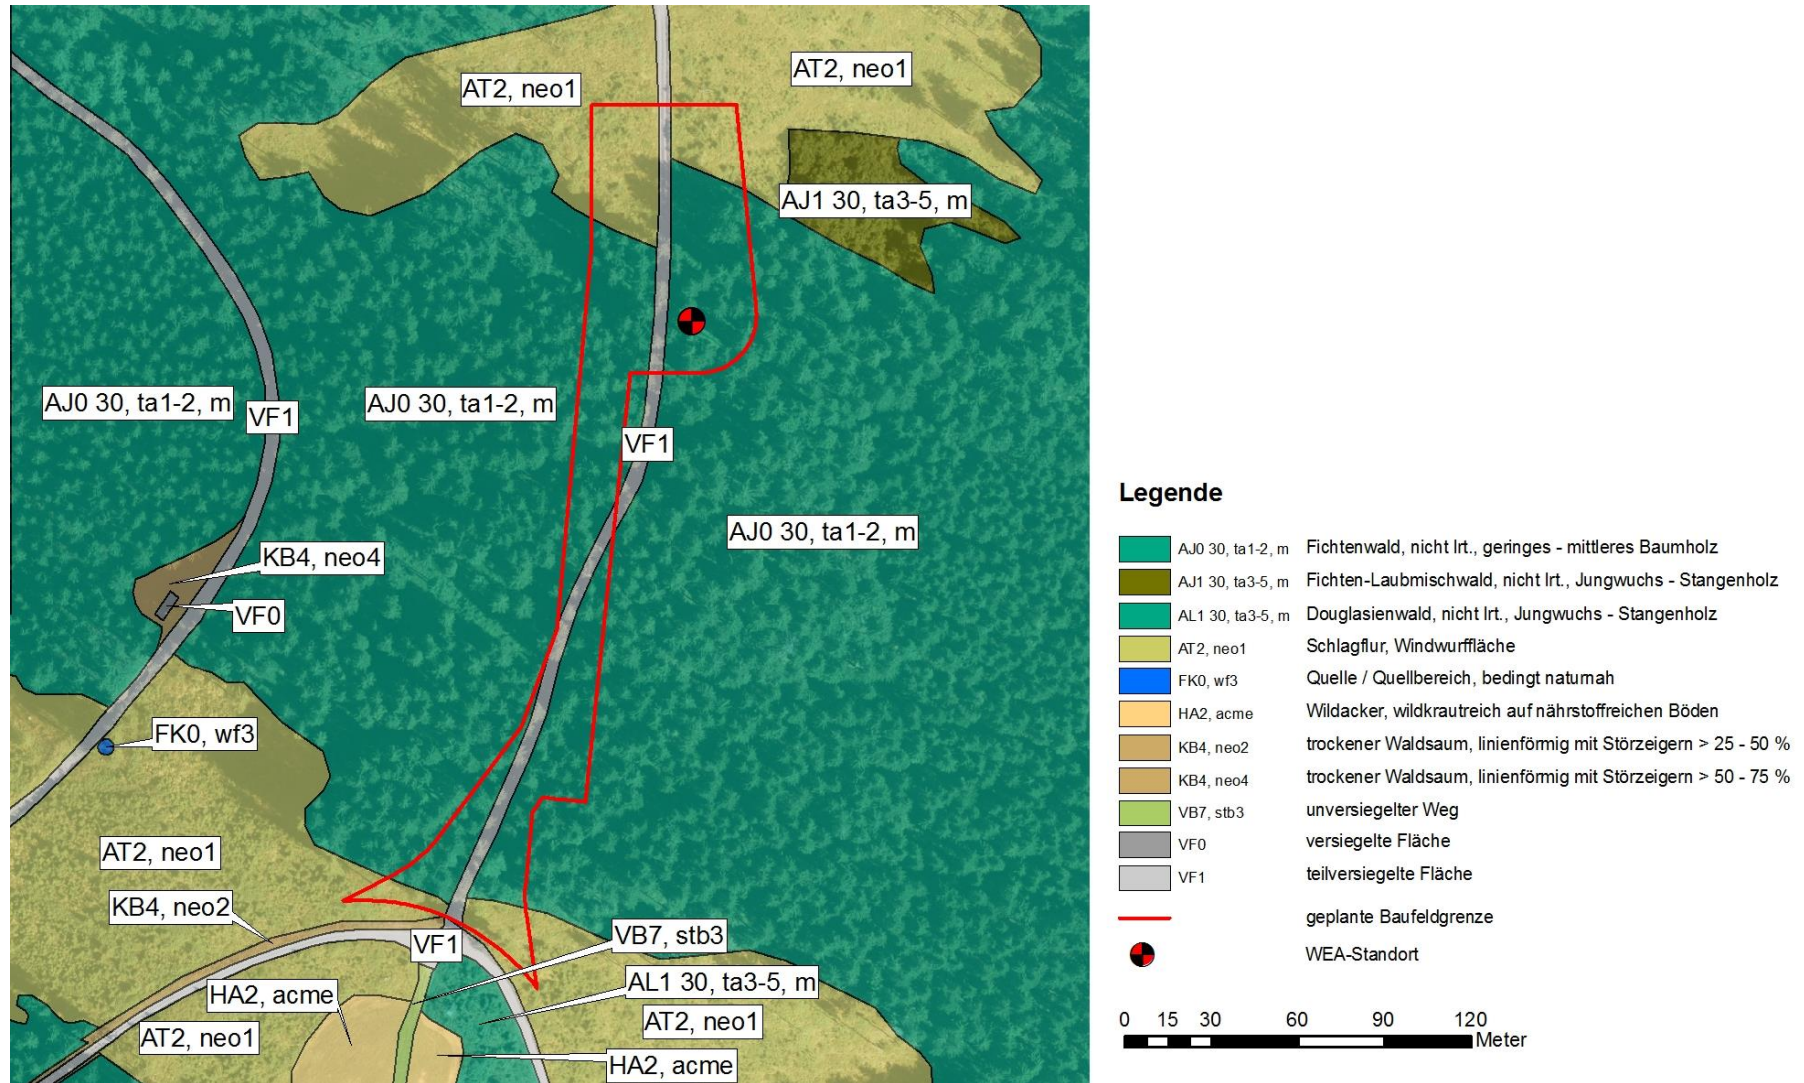 AT2, neo1
AT2, neo1
AJ1 30, ta3-5, m
AJ0 30, ta1-2, m
VF1
AJ0 30, ta1-2, m
VF1
AJ0 30, ta1-2, m
KB4, neo4
VF0
FK0, wf3
AT2, neo1
KB4, neo2
VF1
VB7, stb3
HA2, acme
AL1 30, ta3-5, m
AT2, neo1
AT2, neo1
HA2, acme
Legende
AJ0 30, ta1-2, m Fichtenwald, nicht lrt., geringes - mittleres Baumholz
AJ1 30, ta3-5, m Fichten-Laubmischwald, nicht lrt., Jungwuchs - Stangenholz
AL1 30, ta3-5, m Douglasienwald, nicht lrt., Jungwuchs - Stangenholz
AT2, neo1 Schlagflur, Windwurffläche
FK0, wf3 Quelle / Quellbereich, bedingt naturnah
HA2, acme Wildacker, wildkrautreich auf nährstoffreichen Böden
KB4, neo2 trockener Waldsaum, linienförmig mit Störzeigern > 25 - 50 %
KB4, neo4 trockener Waldsaum, linienförmig mit Störzeigern > 50 - 75 %
VB7, stb3 unversiegelter Weg
VF0 versiegelte Fläche
VF1 teilversiegelte Fläche
geplante Baufeldgrenze
WEA-Standort
0 15 30 60 90 120
Meter